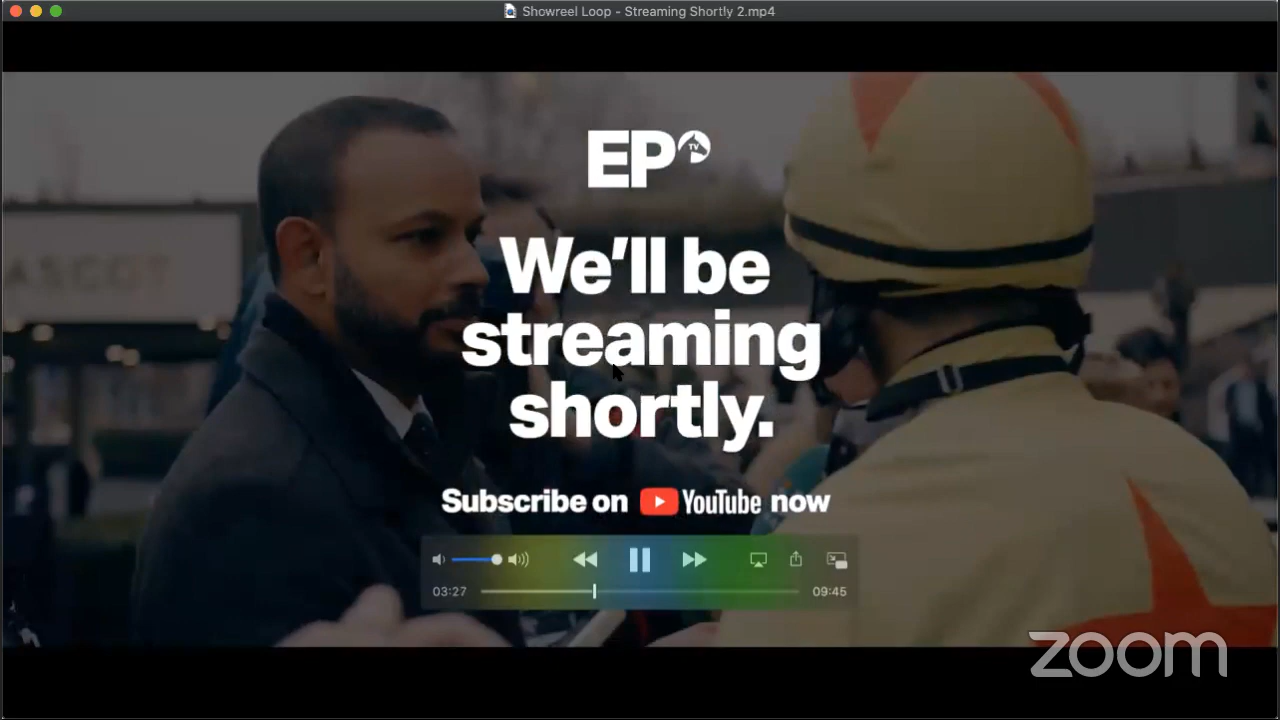 Showreel Loop - Streaming Shortly 2.mp4
EP TV
ASCOT
We'll be
streaming
shortly.
Subscribe on YouTube now
03:27
09:45
zoom